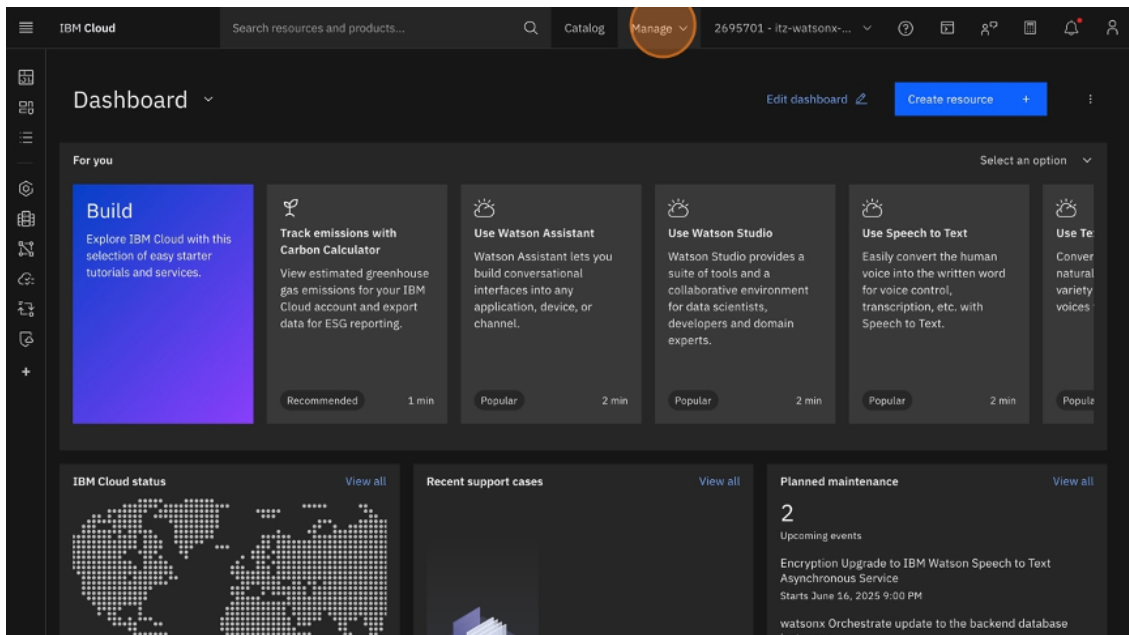 IBM Cloud
Search resources and products...
Catalog
Manage
2695701 - itz-watsonx-...
Dashboard
Edit dashboard
Create resource +
For you
Select an option
Build
Explore IBM Cloud with this
selection of easy starter
tutorials and services.
Track emissions with
Carbon Calculator
View estimated greenhouse
gas emissions for your IBM
Cloud account and export
data for ESG reporting.
Recommended
1 min
Use Watson Assistant
Watson Assistant lets you
build conversational
interfaces into any
application, device, or
channel.
Popular
2 min
Use Watson Studio
Watson Studio provides a
suite of tools and a
collaborative environment
for data scientists,
developers and domain
experts.
Popular
2 min
Use Speech to Text
Easily convert the human
voice into the written word
for voice control,
transcription, etc. with
Speech to Text.
Popular
2 min
Use Te
Conver
natural
variety
voices
Popula
IBM Cloud status
View all
Recent support cases
View all
Planned maintenance
View all
2
Upcoming events
Encryption Upgrade to IBM Watson Speech to Text
Asynchronous Service
Starts June 16, 2025 9:00 PM
watsonx Orchestrate update to the backend database